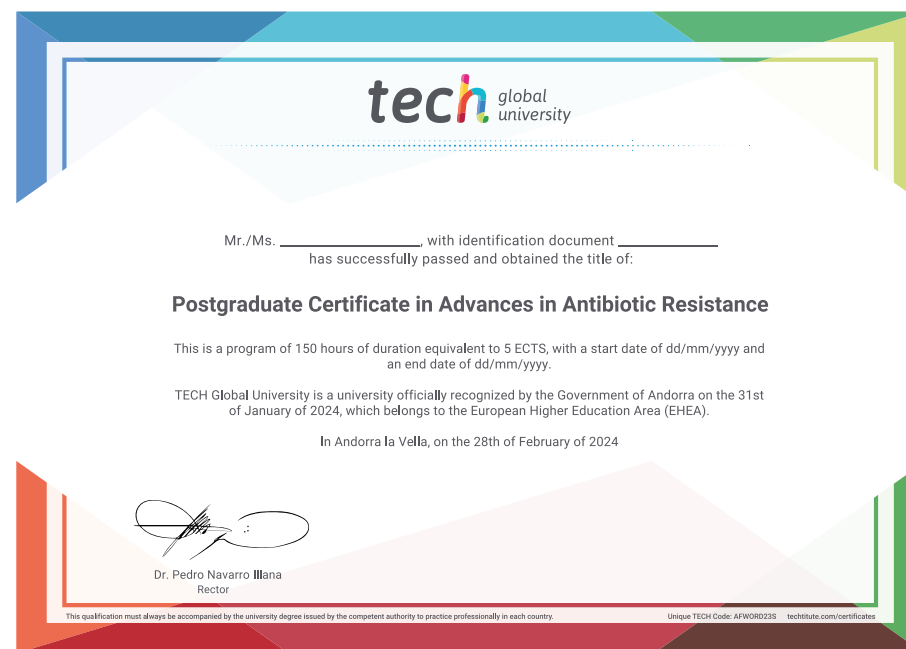 tech global
university
Mr./Ms. ____________, with identification document ____________
has successfully passed and obtained the title of:
Postgraduate Certificate in Advances in Antibiotic Resistance
This is a program of 150 hours of duration equivalent to 5 ECTS, with a start date of dd/mm/yyyy and
an end date of dd/mm/yyyy.
TECH Global University is a university officially recognized by the Government of Andorra on the 31st
of January of 2024, which belongs to the European Higher Education Area (EHEA).
In Andorra la Vella, on the 28th of February of 2024
Dr. Pedro Navarro Illana
Rector
This qualification must always be accompanied by the university degree issued by the competent authority to practice professionally in each country. Unique TECH Code: AFWORD23S techtitute.com/certificates